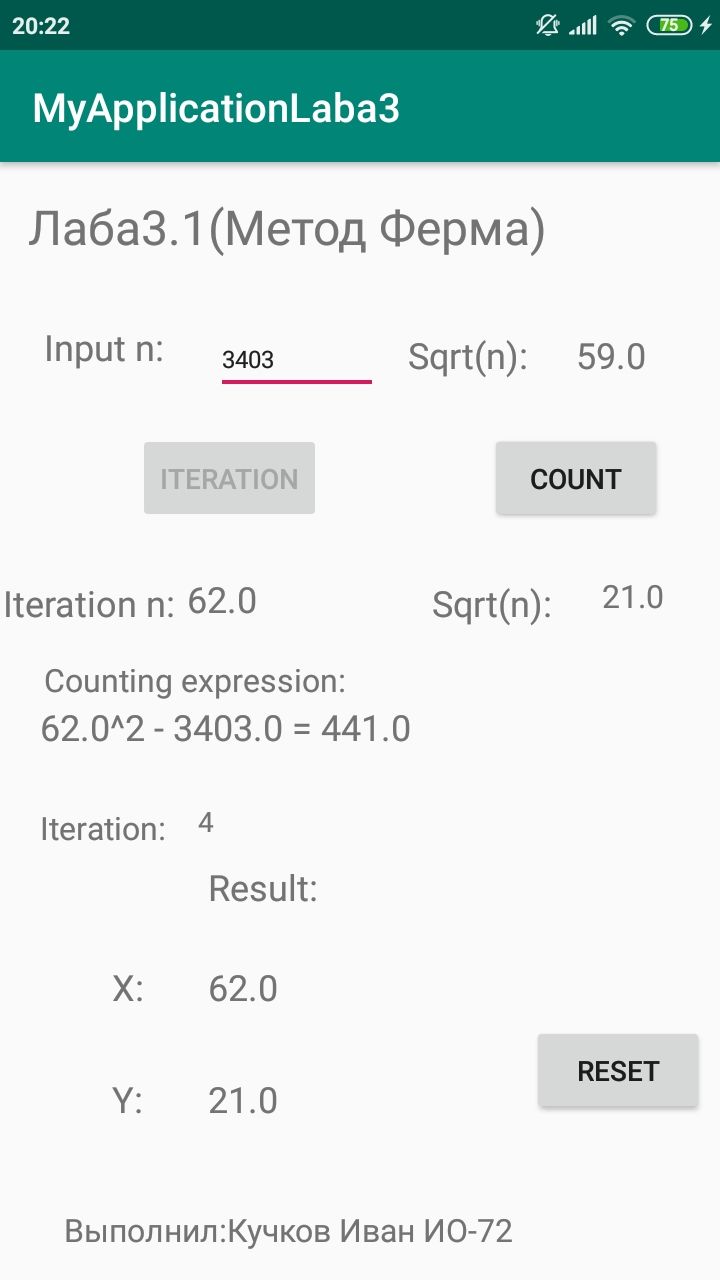 20:22 75
MyApplicationLaba3
Лаба3.1(Метод Ферма)
Input n: 3403 Sqrt(n): 59.0
ITERATION COUNT
Iteration n: 62.0 Sqrt(n): 21.0
Counting expression:
62.0^2 - 3403.0 = 441.0
Iteration: 4
Result:
X: 62.0
RESET
Y: 21.0
Выполнил:Кучков Иван ИО-72